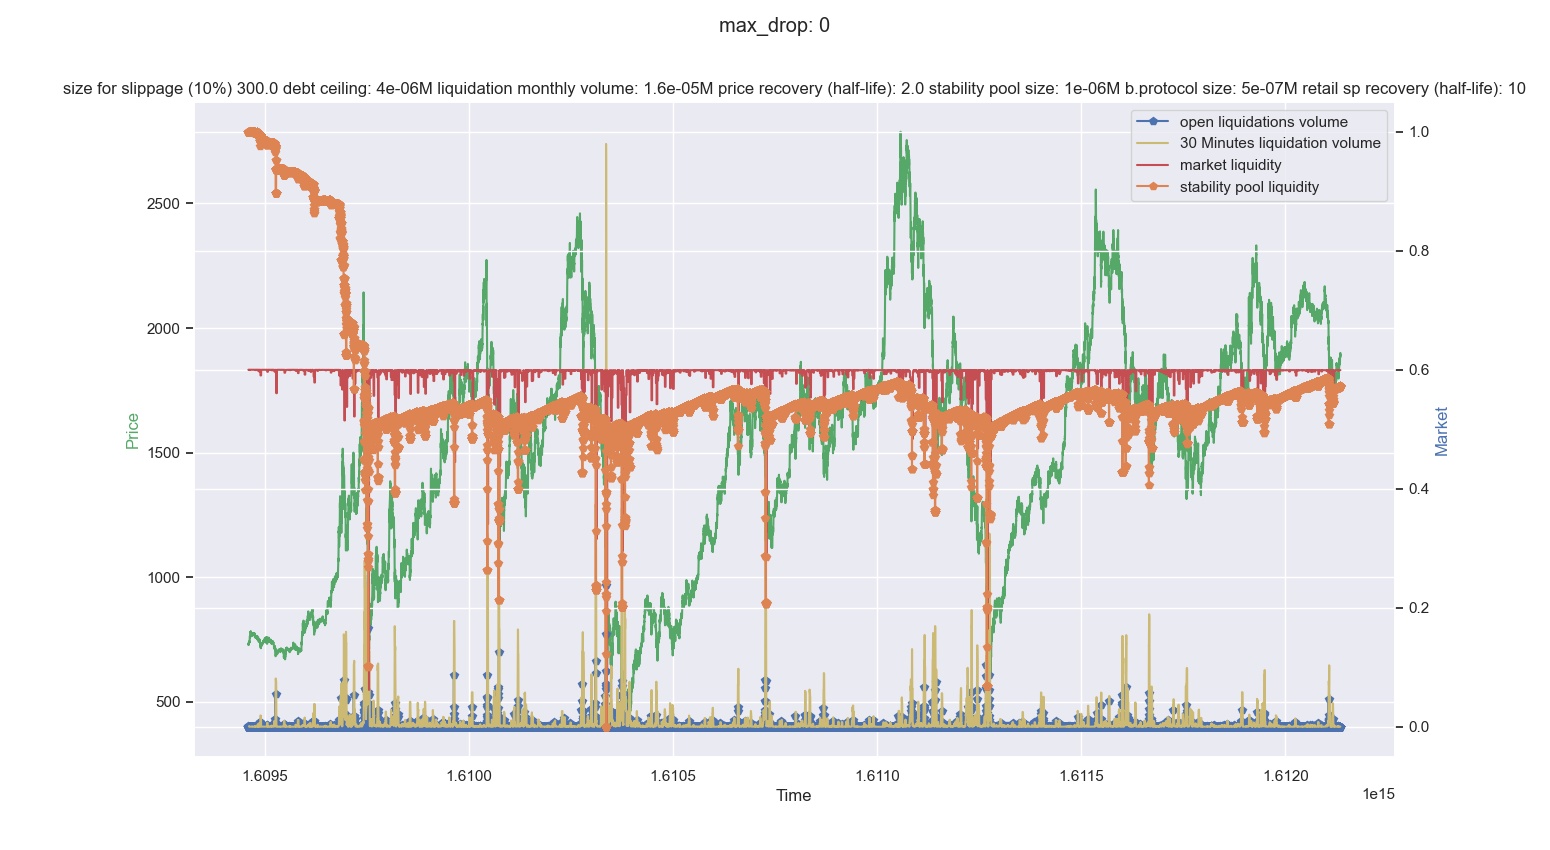 max_drop: 0
size for slippage (10%) 300.0 debt ceiling: 4e-06M liquidation monthly volume: 1.6e-05M price recovery (half-life): 2.0 stability pool size: 1e-06M b.protocol size: 5e-07M retail sp recovery (half-life): 10
open liquidations volume
30 Minutes liquidation volume
market liquidity
stability pool liquidity
2500
2000
1500
1000
500
Price
1.0
0.8
0.6
0.4
0.2
0.0
Market
1.6095
1.6100
1.6105
1.6110
1.6115
1.6120
Time
1e15